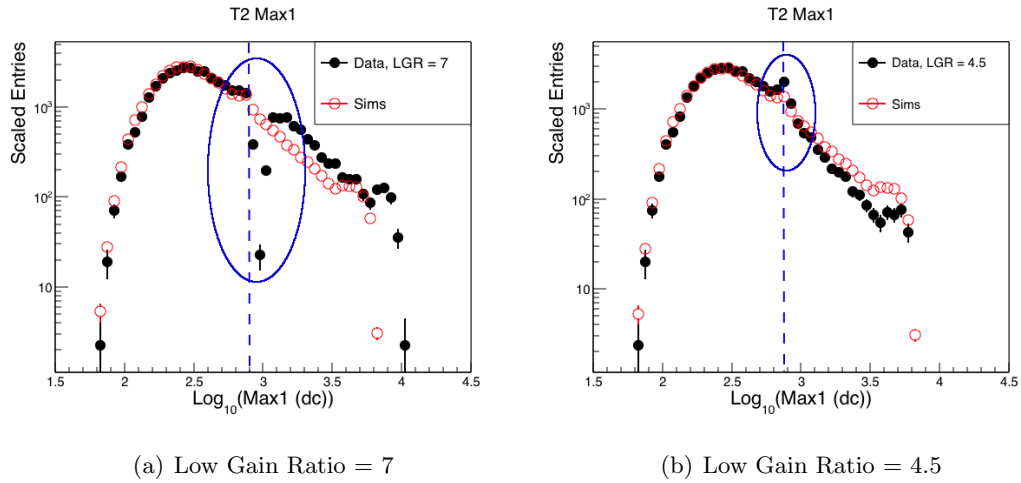 T2 Max1
Scaled Entries
10³
10²
10
Data, LGR = 7
Sims
1.5 2 2.5 3 3.5 4 4.5
Log₁₀(Max1 (dc))
(a) Low Gain Ratio = 7
T2 Max1
Scaled Entries
10³
10²
10
Data, LGR = 4.5
Sims
1.5 2 2.5 3 3.5 4 4.5
Log₁₀(Max1 (dc))
(b) Low Gain Ratio = 4.5